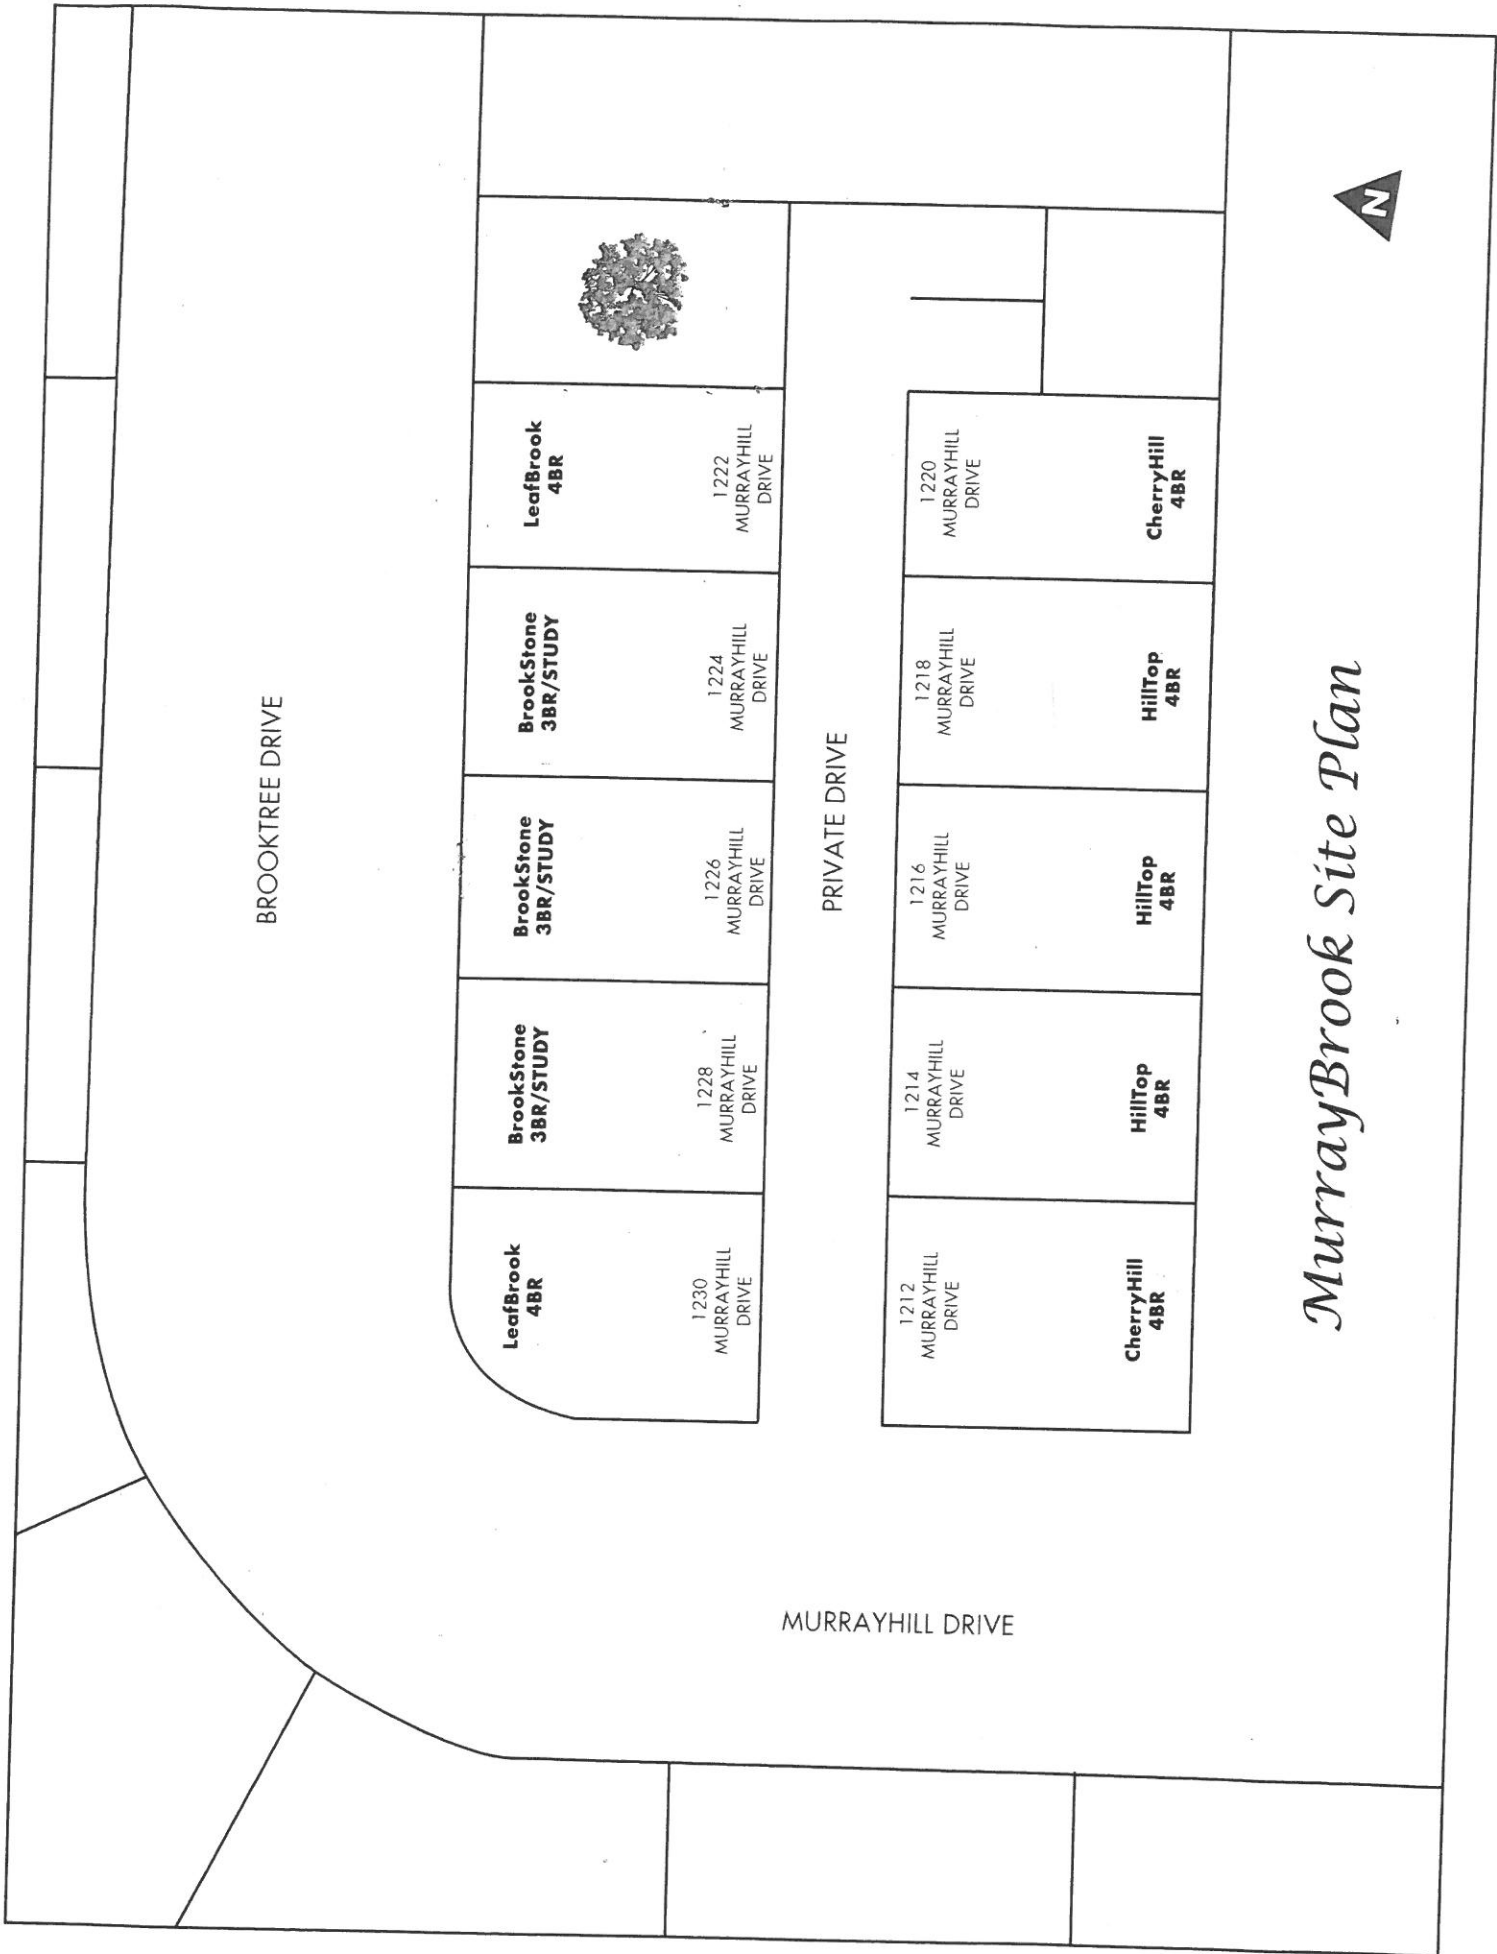 BROOKTREE DRIVE
LeafBrook
4BR
BrookStone
3BR/STUDY
BrookStone
3BR/STUDY
BrookStone
3BR/STUDY
LeafBrook
4BR
1230
MURRAYHILL
DRIVE
1228
MURRAYHILL
DRIVE
1226
MURRAYHILL
DRIVE
1224
MURRAYHILL
DRIVE
1222
MURRAYHILL
DRIVE
PRIVATE DRIVE
MURRAYHILL DRIVE
1212
MURRAYHILL
DRIVE
1214
MURRAYHILL
DRIVE
1216
MURRAYHILL
DRIVE
1218
MURRAYHILL
DRIVE
1220
MURRAYHILL
DRIVE
CherryHill
4BR
HillTop
4BR
HillTop
4BR
HillTop
4BR
CherryHill
4BR
MurrayBrook Site Plan
N